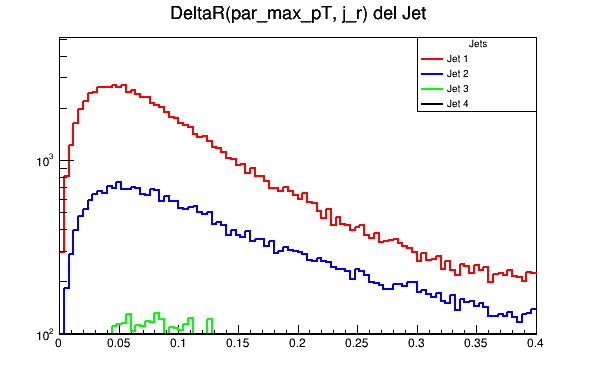 DeltaR(par_max_pT, j_r) del Jet
Jets
Jet 1
Jet 2
Jet 3
Jet 4
10³
10²
0 0.05 0.1 0.15 0.2 0.25 0.3 0.35 0.4